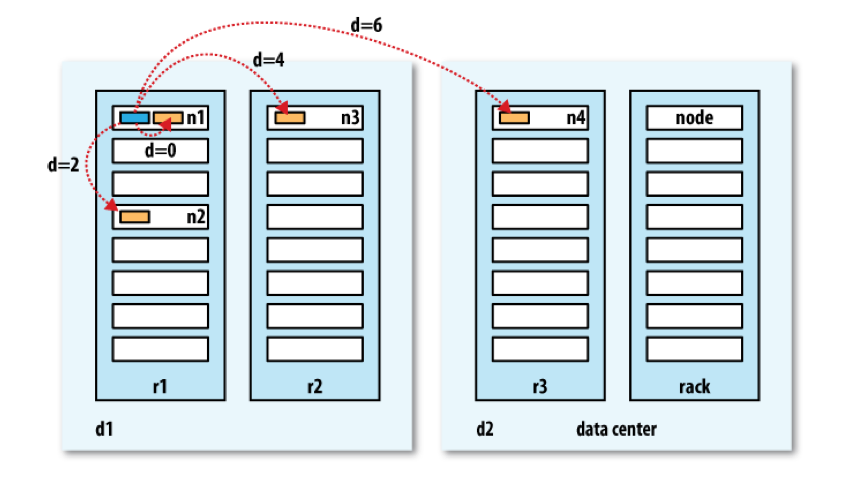 d=6
d=4
n1
n3
n4
node
d=0
d=2
n2
r1
r2
r3
rack
d1
d2
data center